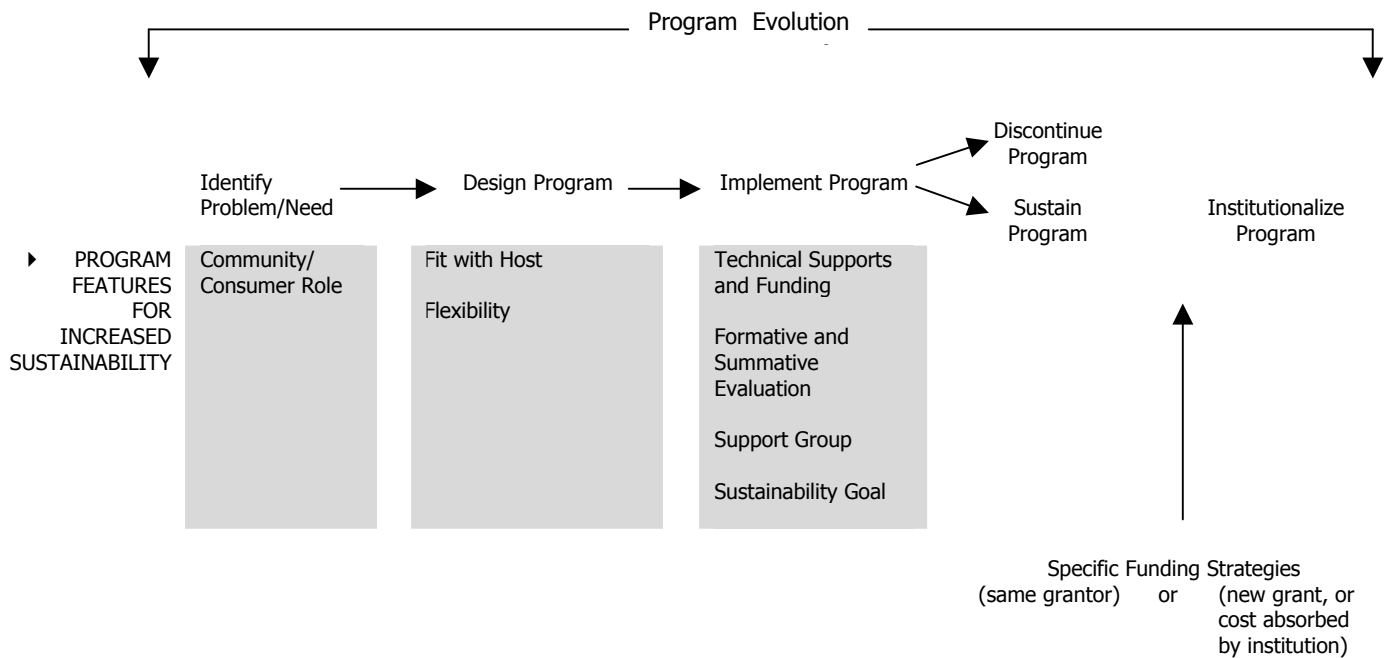 Program Evolution
Discontinue
Program
Identify
Problem/Need
Design Program
Implement Program
Sustain
Program
Institutionalize
Program
PROGRAM
FEATURES
FOR
INCREASED
SUSTAINABILITY
Community/
Consumer Role
Fit with Host
Flexibility
Technical Supports
and Funding
Formative and
Summative
Evaluation
Support Group
Sustainability Goal
Specific Funding Strategies
(same grantor) or (new grant, or
cost absorbed
by institution)